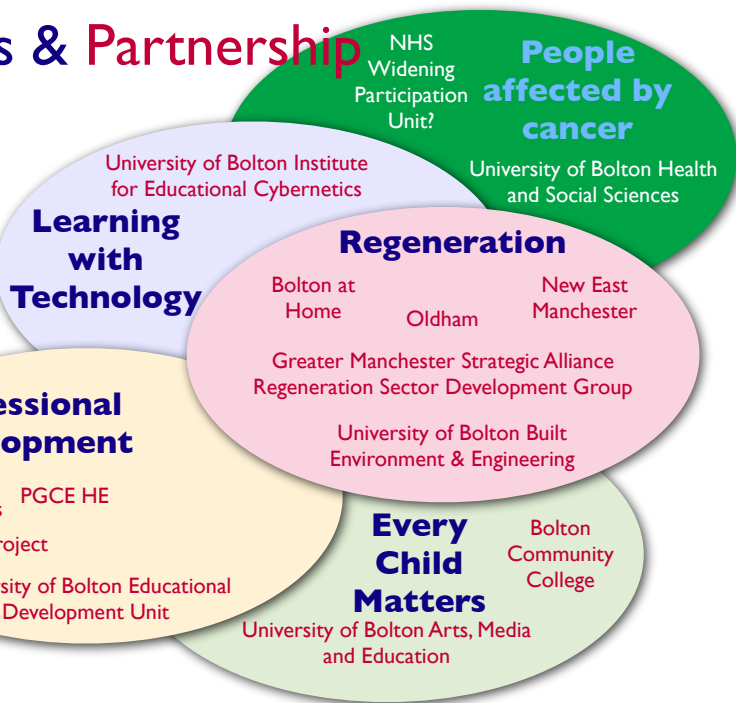 s & Partnership
NHS
Widening
Participation
Unit?
People
affected by
cancer
University of Bolton Health
and Social Sciences
University of Bolton Institute
for Educational Cybernetics
Learning
with
Technology
Regeneration
Bolton at
Home
Oldham
New East
Manchester
Greater Manchester Strategic Alliance
Regeneration Sector Development Group
University of Bolton Built
Environment & Engineering
essional
opment
s PGCE HE
roject
sity of Bolton Educational
Development Unit
Every
Child
Matters
Bolton
Community
College
University of Bolton Arts, Media
and Education